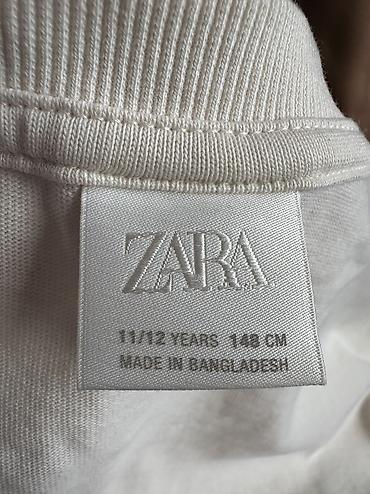 ZARA
11/12 YEARS 148 CM
MADE IN BANGLADESH